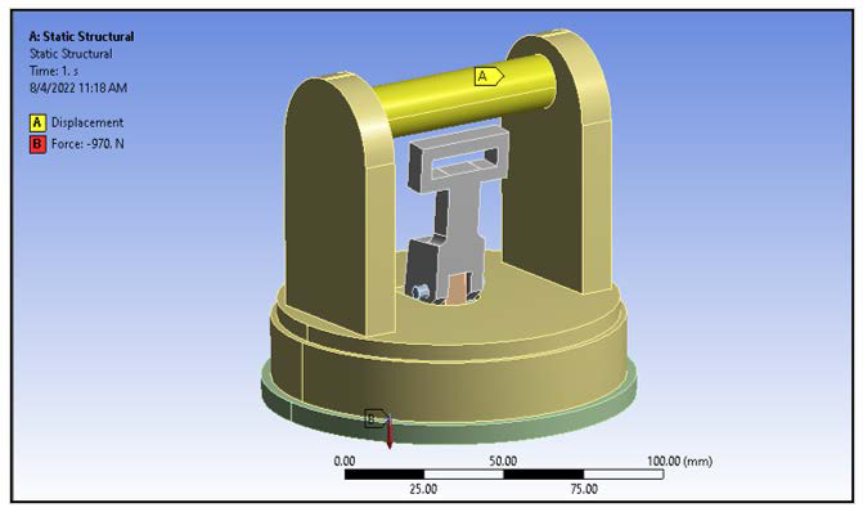 A: Static Structural
Static Structural
Time: 1. s
8/4/2022 11:18 AM
A Displacement
B Force: -970. N
A
B
0.00 50.00 100.00 (mm)
25.00 75.00